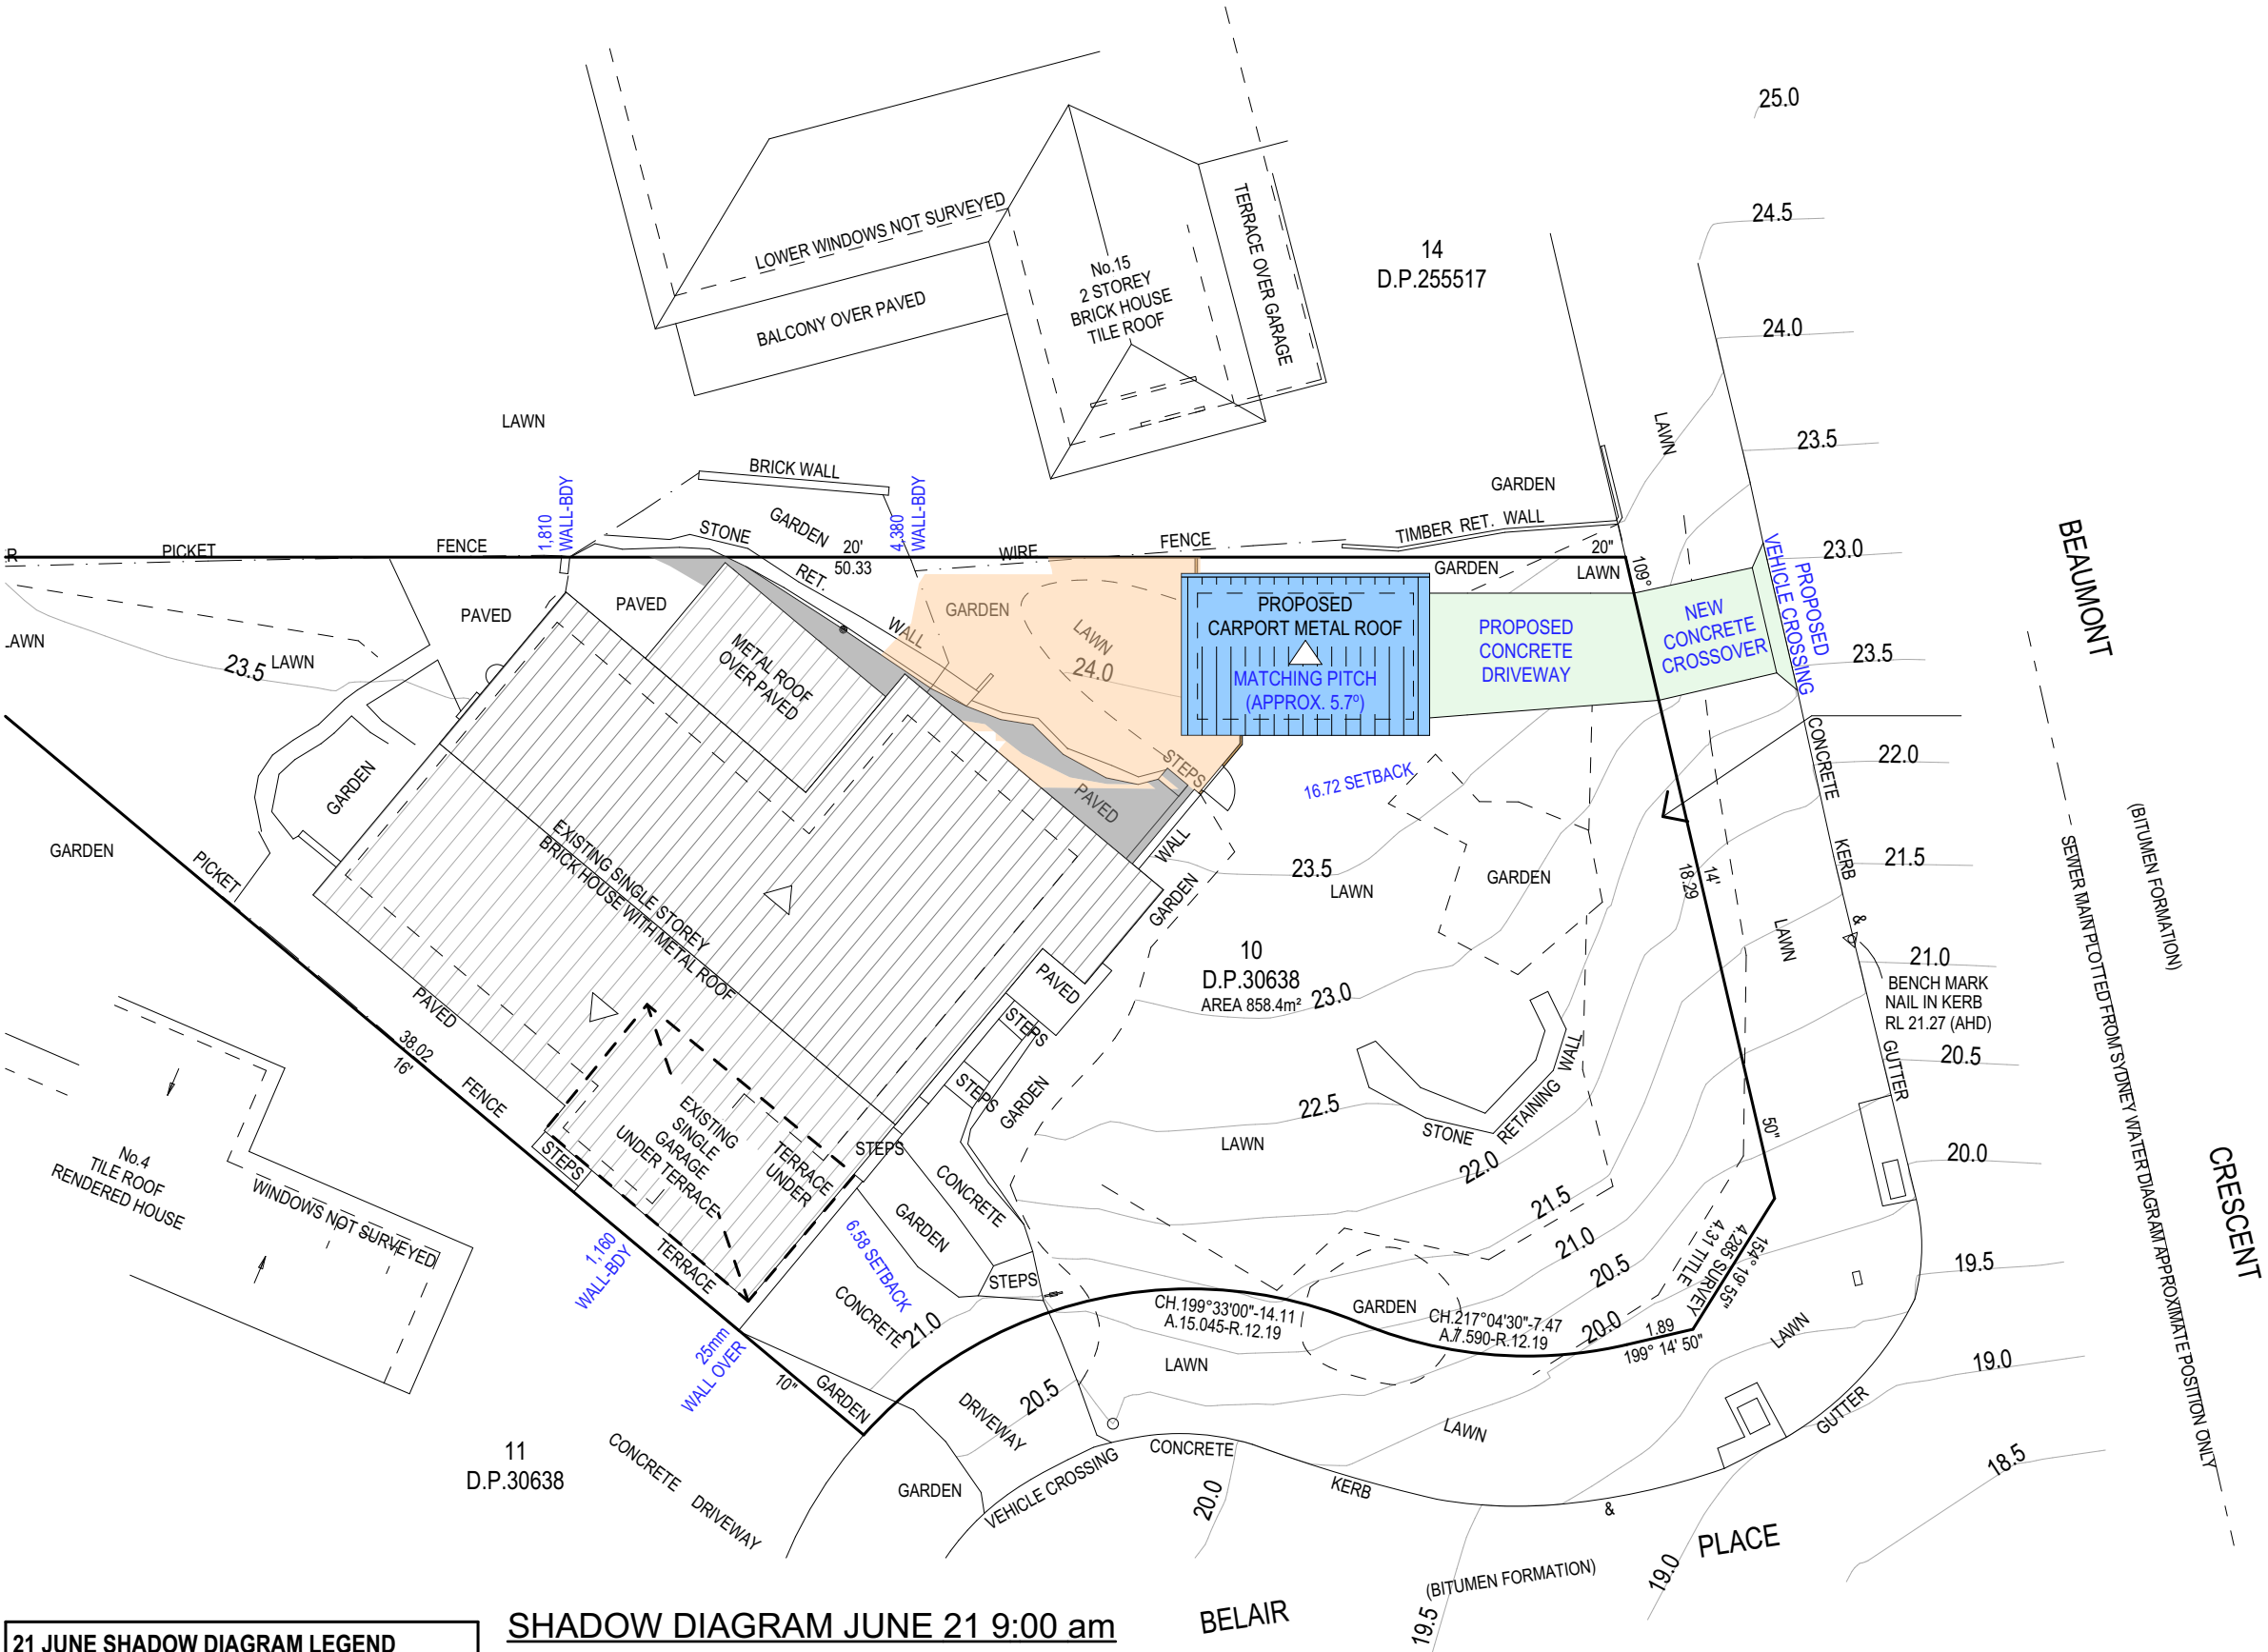 25.0
24.5
24.0
23.5
23.0
23.5
22.0
21.5
21.0
20.5
20.0
19.5
19.0
18.5
14
D.P.255517
LOWER WINDOWS NOT SURVEYED
BALCONY OVER PAVED
No.15
2 STOREY
BRICK HOUSE
TILE ROOF
TERRACE OVER GARAGE
LAWN
LAWN
BRICK WALL
GARDEN
STONE
RET.
WALL
1,810
WALL-BDY
4,380
WALL-BDY
R
PICKET
FENCE
20'
50.33
WIRE
FENCE
TIMBER RET. WALL
GARDEN
20"
GARDEN
LAWN
109°
PROPOSED
VEHICLE CROSSING
NEW
CONCRETE
CROSSOVER
PROPOSED
CONCRETE
DRIVEWAY
PROPOSED
CARPORT METAL ROOF
MATCHING PITCH
(APPROX. 5.7º)
GARDEN
LAWN
24.0
STEPS
PAVED
WALL
GARDEN
16.72 SETBACK
PAVED
PAVED
METAL ROOF
OVER PAVED
.AWN
23.5
LAWN
GARDEN
GARDEN
PICKET
EXISTING SINGLE STOREY
BRICK HOUSE WITH METAL ROOF
PAVED
38.02
16'
FENCE
STEPS
EXISTING
SINGLE
GARAGE
UNDER TERRACE
TERRACE
UNDER
TERRACE
STEPS
PAVED
STEPS
STEPS
GARDEN
23.5
LAWN
GARDEN
18.29
14'
LAWN
CONCRETE
KERB
&
GUTTER
BENCH MARK
NAIL IN KERB
RL 21.27 (AHD)
10
D.P.30638
AREA 858.4m²
23.0
22.5
LAWN
STONE
RETAINING WALL
22.0
21.5
21.0
20.5
20.0
50"
154° 19' 55"
4.285 SURVEY
4.31 TITLE
1.89
199° 14' 50"
No.4
TILE ROOF
RENDERED HOUSE
WINDOWS NOT SURVEYED
1,160
WALL-BDY
25mm
WALL OVER
10"
6.58 SETBACK
GARDEN
CONCRETE
STEPS
CONCRETE
21.0
GARDEN
CH.199°33'00"-14.11
A.15.045-R.12.19
GARDEN
CH.217°04'30"-7.47
A.7.590-R.12.19
LAWN
DRIVEWAY
20.5
LAWN
LAWN
GUTTER
11
D.P.30638
CONCRETE
DRIVEWAY
GARDEN
VEHICLE CROSSING
CONCRETE
KERB
&
20.0
19.5
19.0
(BITUMEN FORMATION)
BELAIR
PLACE
BEAUMONT
CRESCENT
(BITUMEN FORMATION)
SEWER MAIN PLOTTED FROM SYDNEY WATER DIAGRAM APPROXIMATE POSITION ONLY
SHADOW DIAGRAM JUNE 21 9:00 am
21 JUNE SHADOW DIAGRAM LEGEND